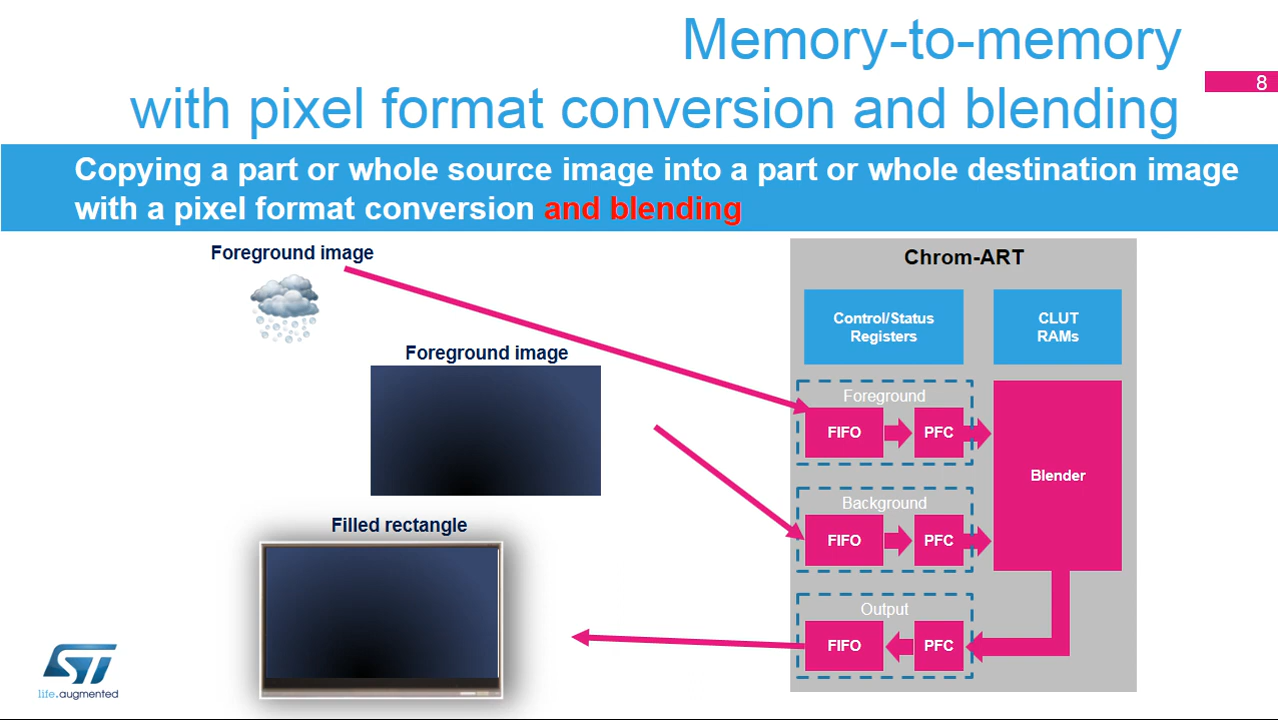 Memory-to-memory
8
with pixel format conversion and blending
Copying a part or whole source image into a part or whole destination image
with a pixel format conversion and blending
Foreground image
Foreground image
Filled rectangle
Chrom-ART
Control/Status
Registers
CLUT
RAMs
Foreground
FIFO
PFC
Blender
Background
FIFO
PFC
Output
FIFO
PFC
ST
life.augmented